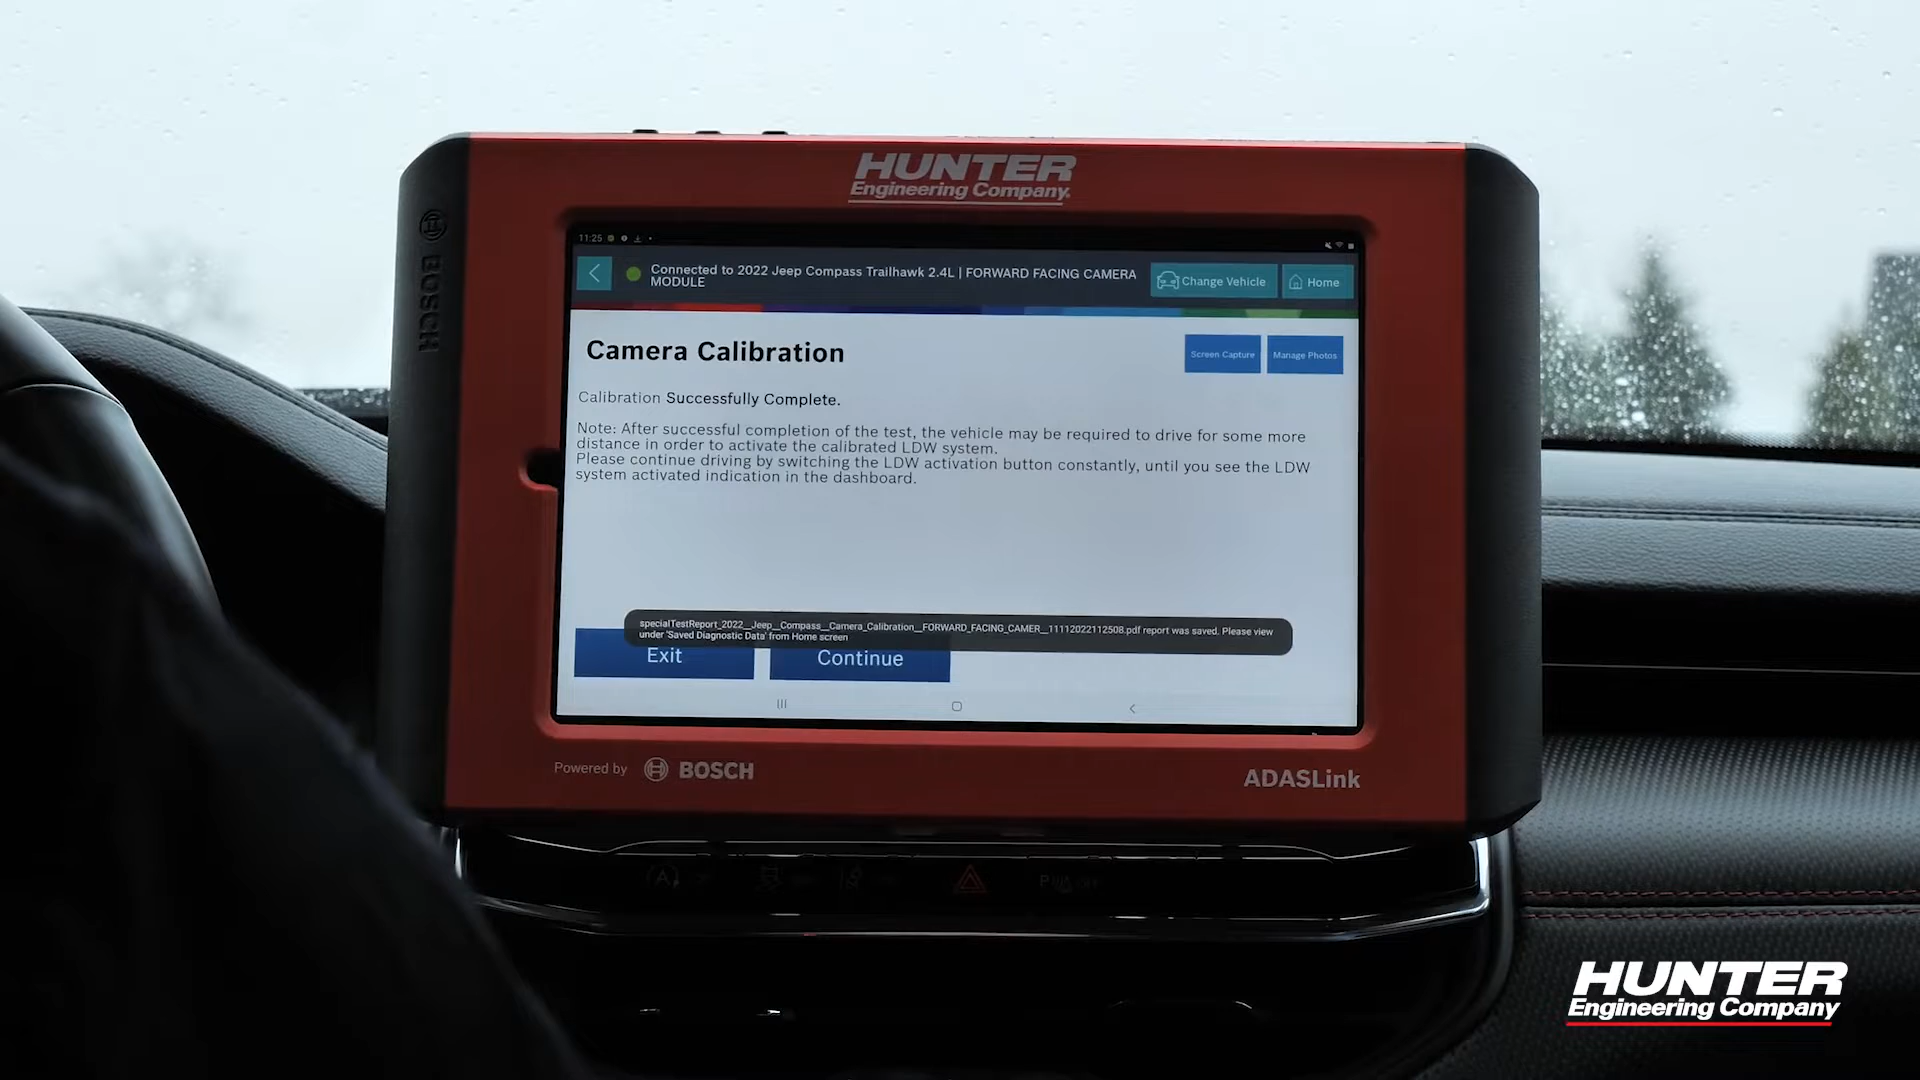 HUNTER
Engineering Company
BOSCH
11:25
Connected to 2022 Jeep Compass Trailhawk 2.4L | FORWARD FACING CAMERA
MODULE
Change Vehicle
Home
Camera Calibration
Screen Capture
Manage Photos
Calibration Successfully Complete.
Note: After successful completion of the test, the vehicle may be required to drive for some more
distance in order to activate the calibrated LDW system.
Please continue driving by switching the LDW activation button constantly, until you see the LDW
system activated indication in the dashboard.
specialTestReport_2022__Jeep__Compass__Camera_Calibration__FORWARD_FACING_CAMER__11112022112508.pdf report was saved. Please view
under 'Saved Diagnostic Data' from Home screen
Exit
Continue
Powered by BOSCH
ADASLink
HUNTER
Engineering Company